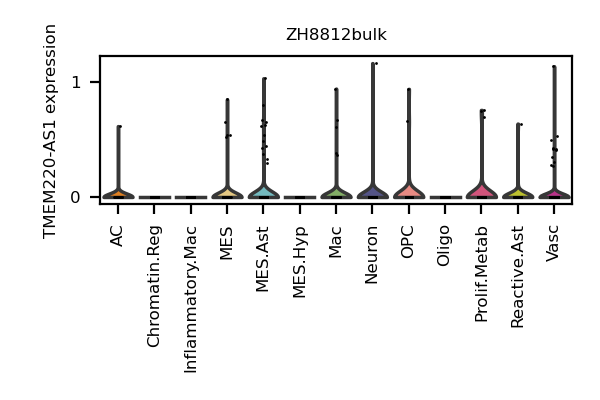 ZH8812bulk
TMEM220-AS1 expression
1
0
AC
Chromatin.Reg
Inflammatory.Mac
MES
MES.Ast
MES.Hyp
Mac
Neuron
OPC
Oligo
Prolif.Metab
Reactive.Ast
Vasc